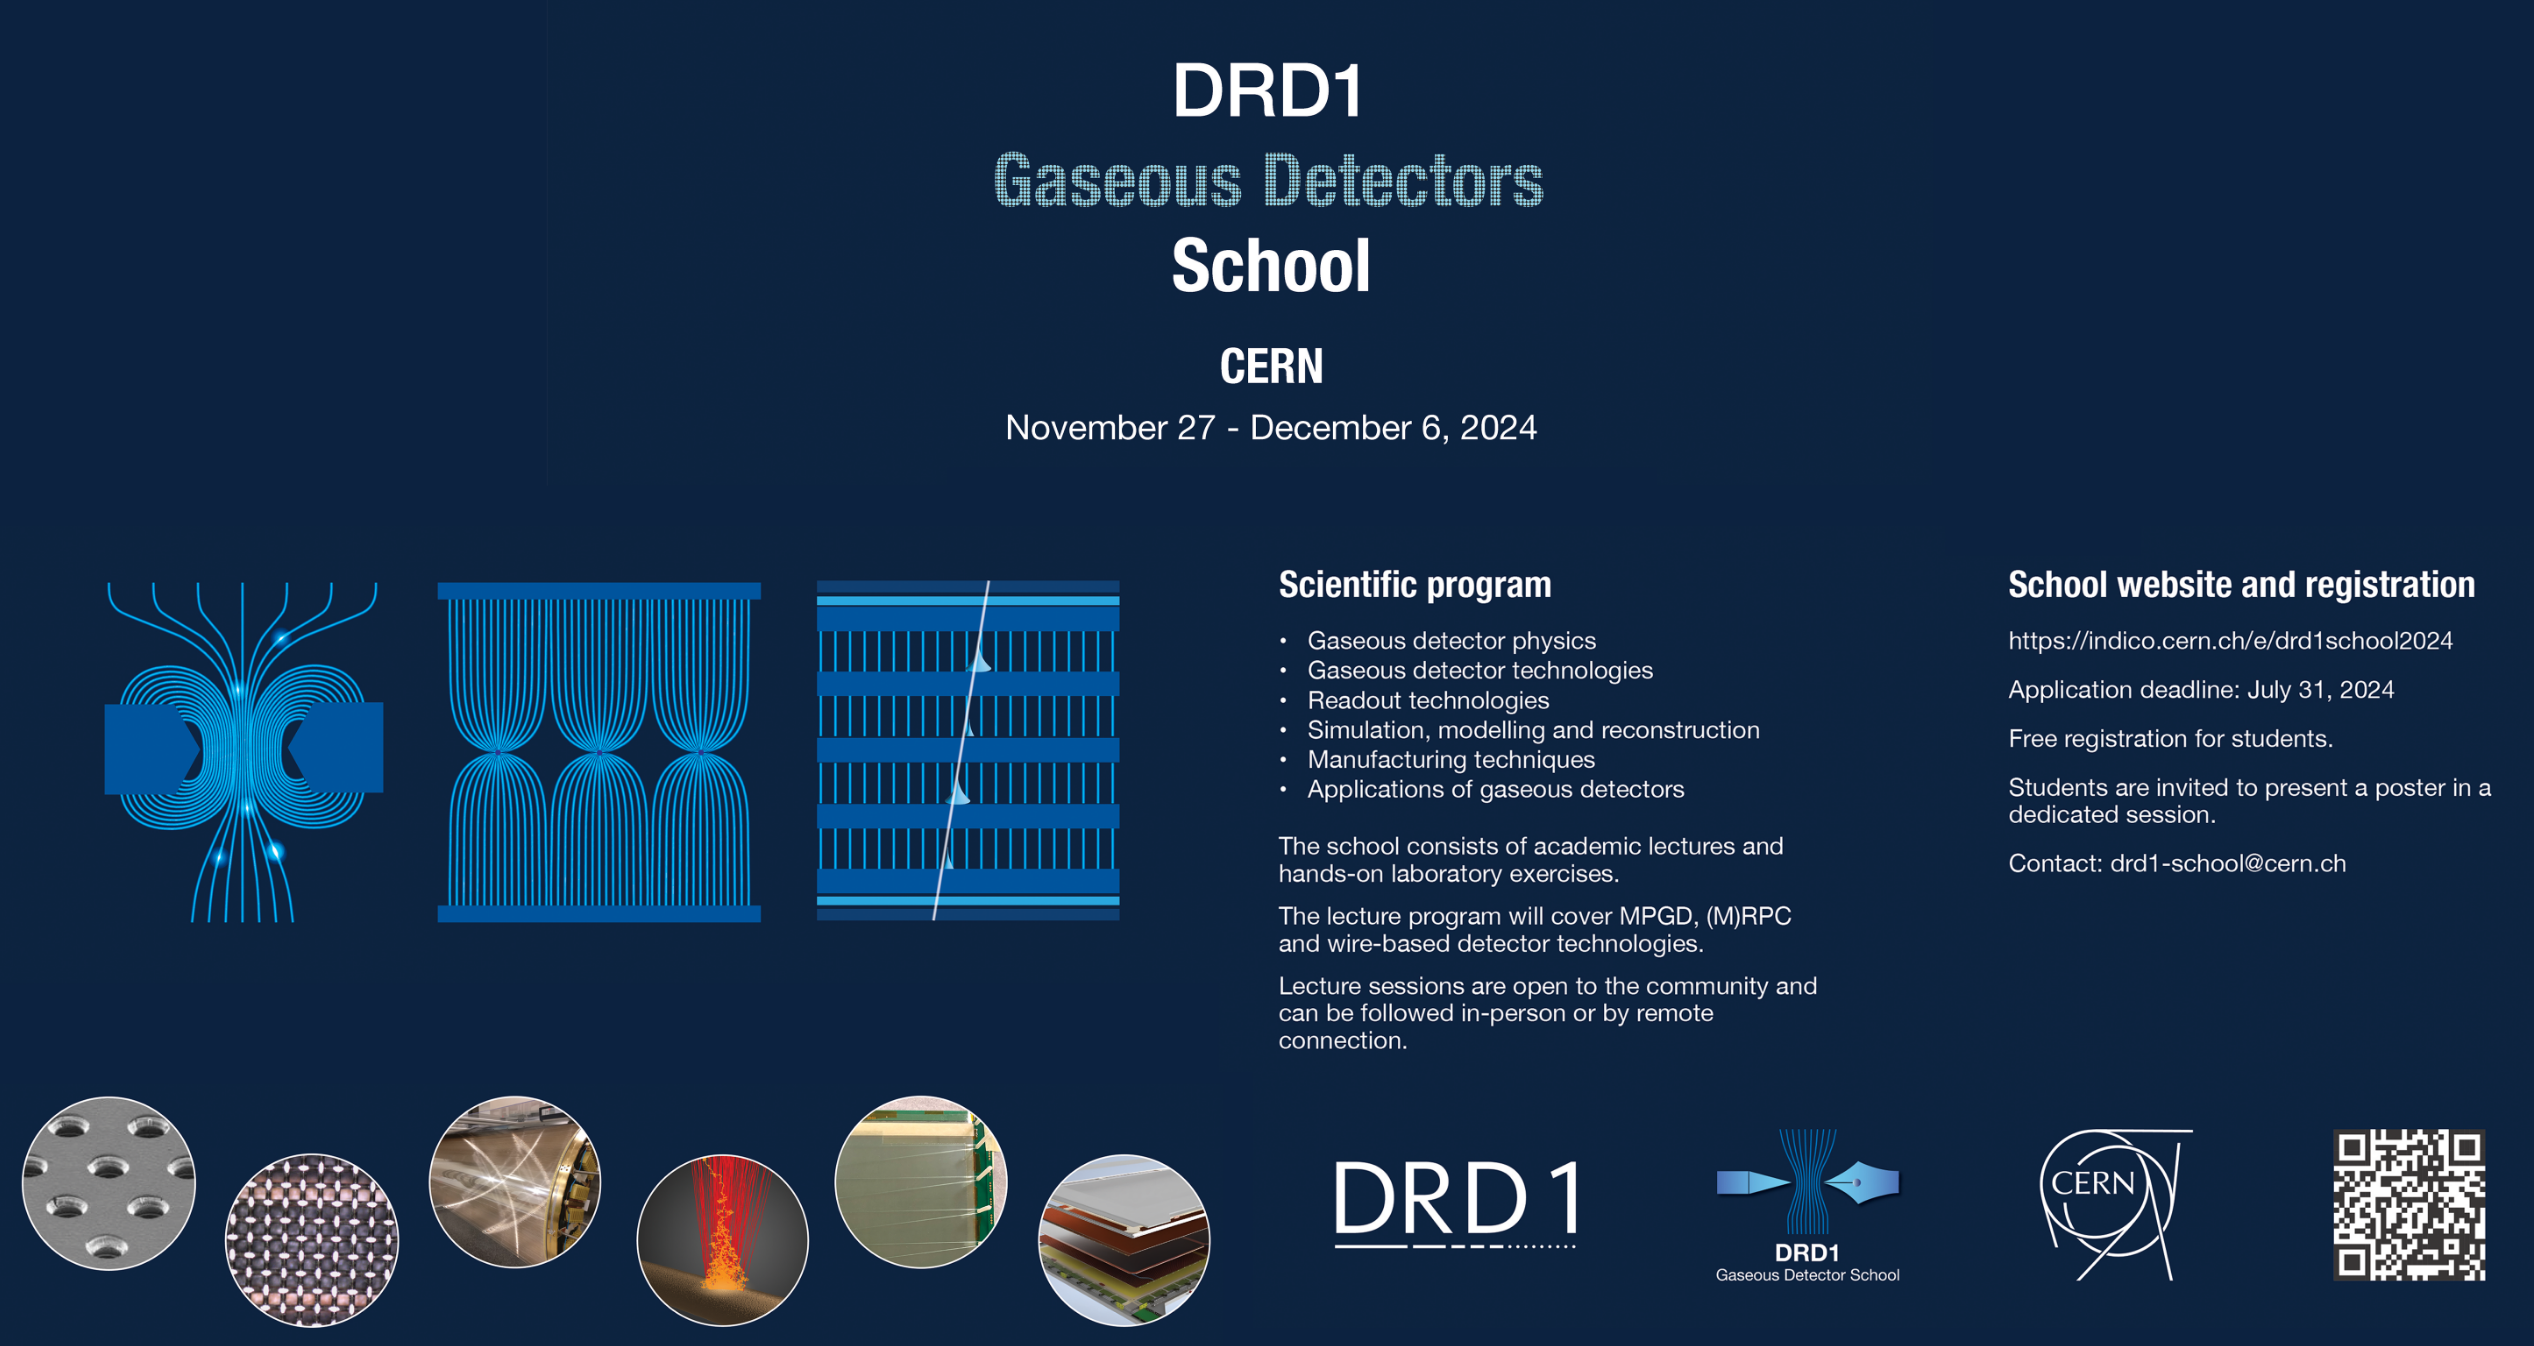 DRD1
Gaseous Detectors
School
CERN
November 27 - December 6, 2024
Scientific program
• Gaseous detector physics
• Gaseous detector technologies
• Readout technologies
• Simulation, modelling and reconstruction
• Manufacturing techniques
• Applications of gaseous detectors
The school consists of academic lectures and
hands-on laboratory exercises.
The lecture program will cover MPGD, (M)RPC
and wire-based detector technologies.
Lecture sessions are open to the community and
can be followed in-person or by remote
connection.
School website and registration
https://indico.cern.ch/e/drd1school2024
Application deadline: July 31, 2024
Free registration for students.
Students are invited to present a poster in a
dedicated session.
Contact: drd1-school@cern.ch
DRD1
DRD1
Gaseous Detector School
CERN